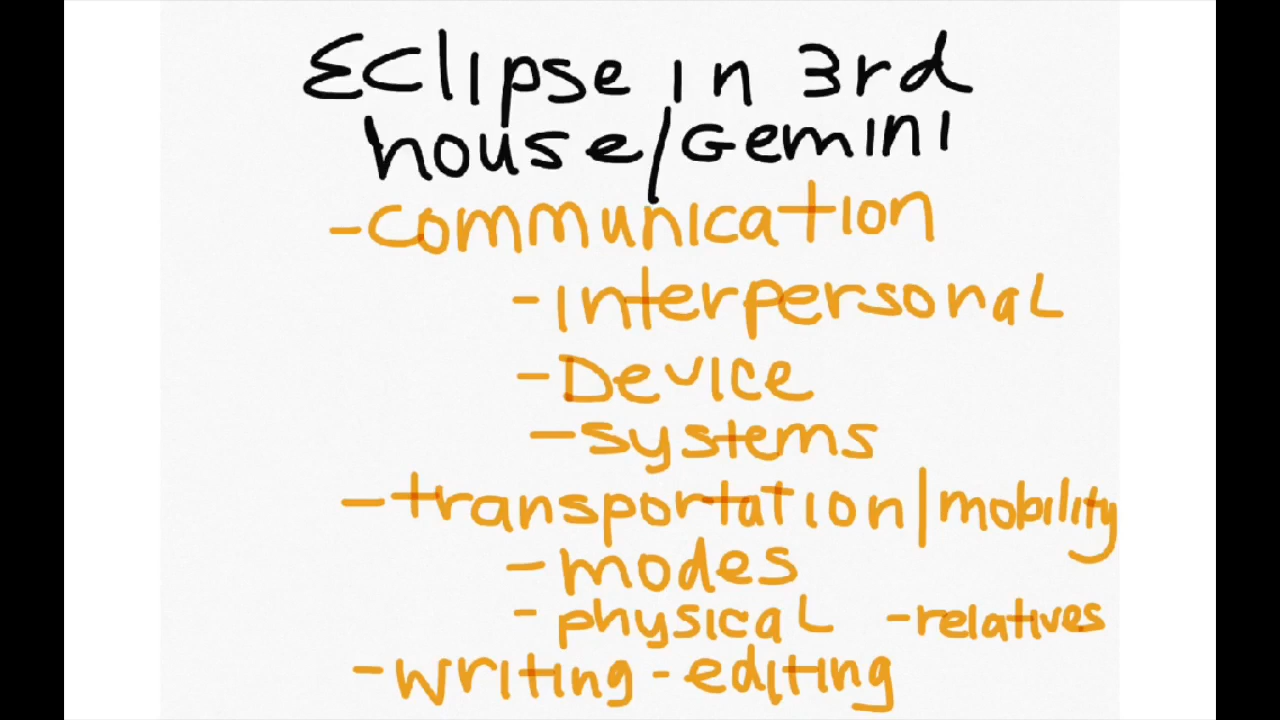 Eclipse in 3rd
house/Gemini
-communication
-Interpersonal
-Device
-systems
-transportation/mobility
-modes
-physical -relatives
-writing -editing